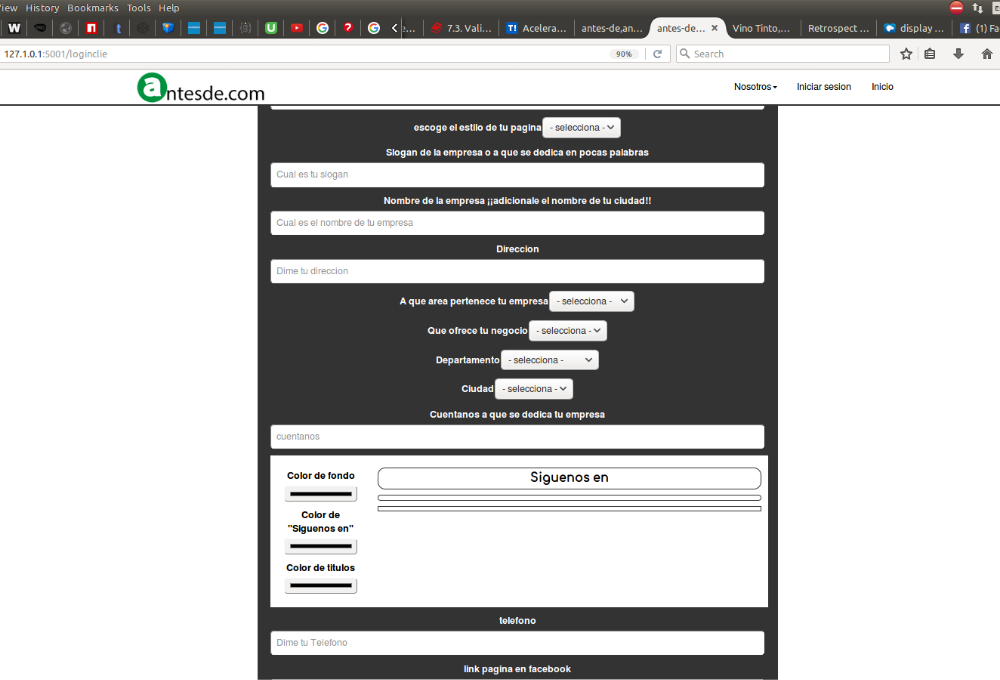 View History Bookmarks Tools Help
7.3. Vali... T! Acelera... antes-de,an... antes-de... × Vino Tinto,... Retrospect ... display ... (1) Fa
127.1.0.1:5001/loginclie 90% Search
antesde.com Nosotros Iniciar sesion Inicio
escoge el estilo de tu pagina - selecciona -
Slogan de la empresa o a que se dedica en pocas palabras
Cual es tu slogan
Nombre de la empresa ¡¡adicionale el nombre de tu ciudad!!
Cual es el nombre de tu empresa
Direccion
Dime tu direccion
A que area pertenece tu empresa - selecciona -
Que ofrece tu negocio - selecciona -
Departamento - selecciona -
Ciudad - selecciona -
Cuentanos a que se dedica tu empresa
cuentanos
Color de fondo
Siguenos en
Color de
"Siguenos en"
Color de titulos
telefono
Dime tu Telefono
link pagina en facebook